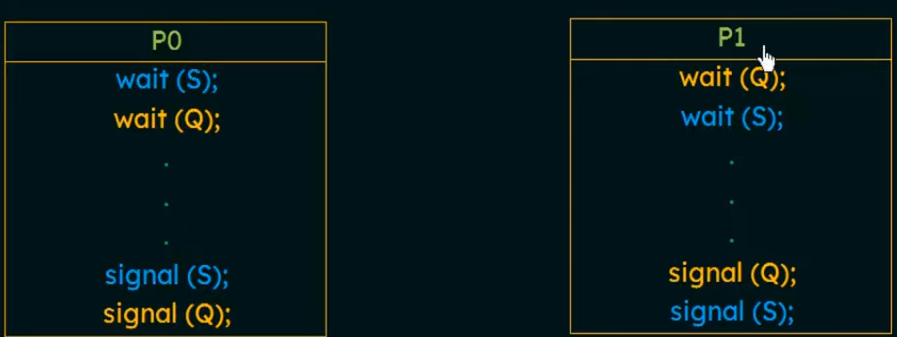 P0
wait (S);
wait (Q);
.
.
.
signal (S);
signal (Q);
P1
wait (Q);
wait (S);
.
.
.
signal (Q);
signal (S);